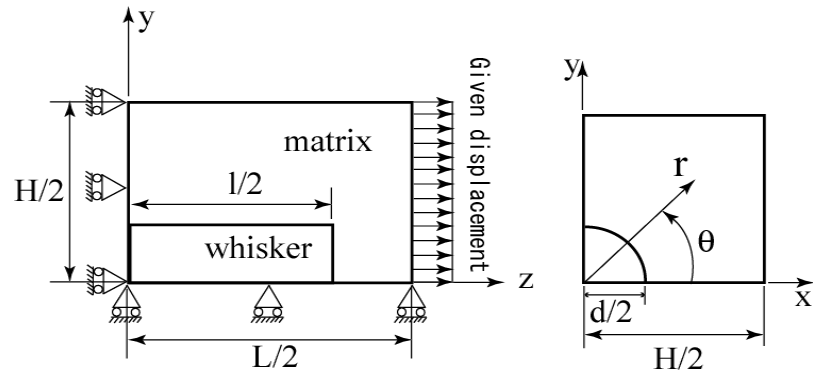 y
Given displacement
matrix
H/2
l/2
whisker
z
L/2
y
r
θ
x
d/2
H/2